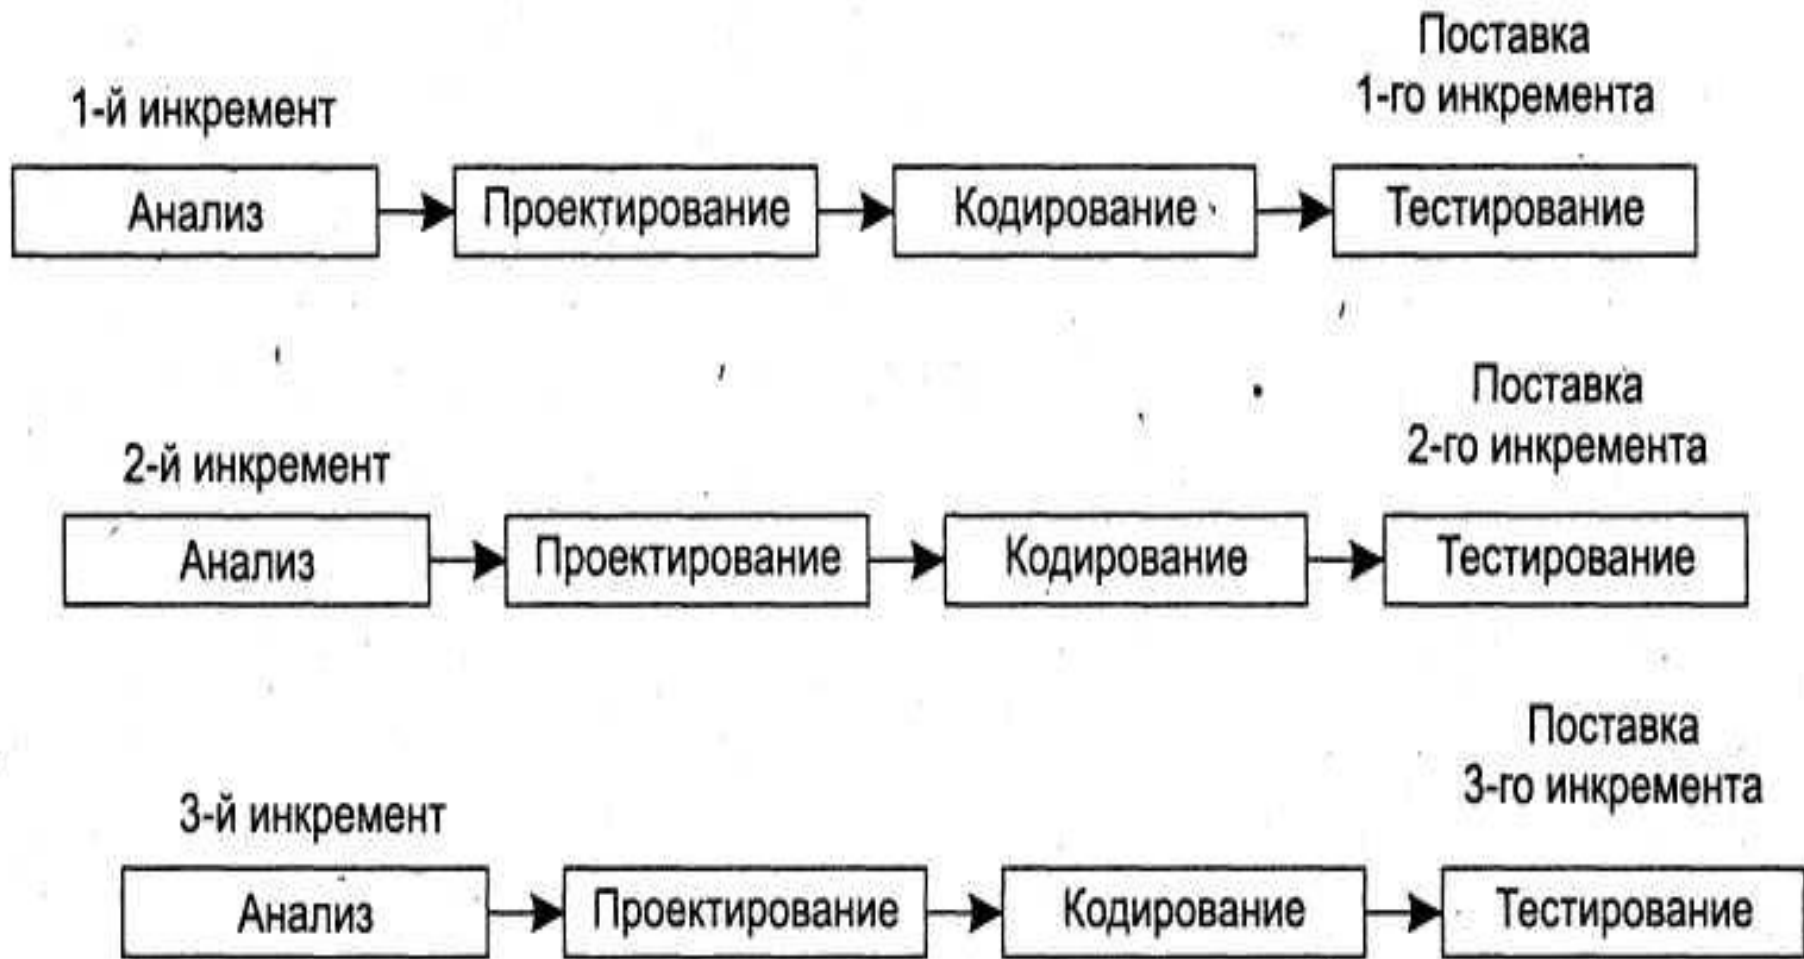 Поставка
1-й инкремент
1-го инкремента
Анализ
Проектирование
Кодирование
Тестирование
Поставка
2-й инкремент
2-го инкремента
Анализ
Проектирование
Кодирование
Тестирование
Поставка
3-й инкремент
3-го инкремента
Анализ
Проектирование
Кодирование
Тестирование